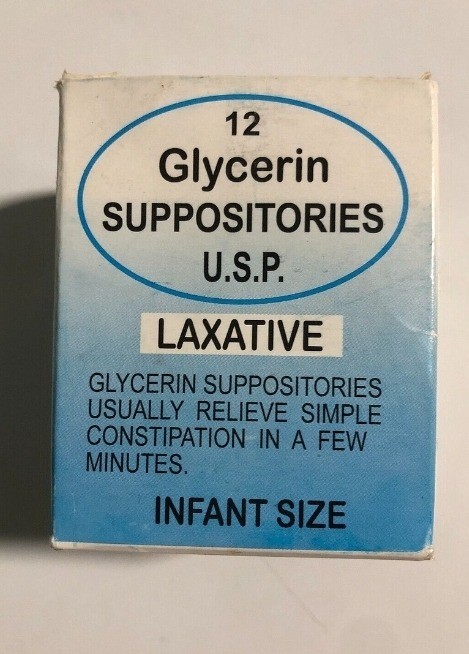 12
Glycerin
SUPPOSITORIES
U.S.P.
LAXATIVE
GLYCERIN SUPPOSITORIES
USUALLY RELIEVE SIMPLE
CONSTIPATION IN A FEW
MINUTES.
INFANT SIZE